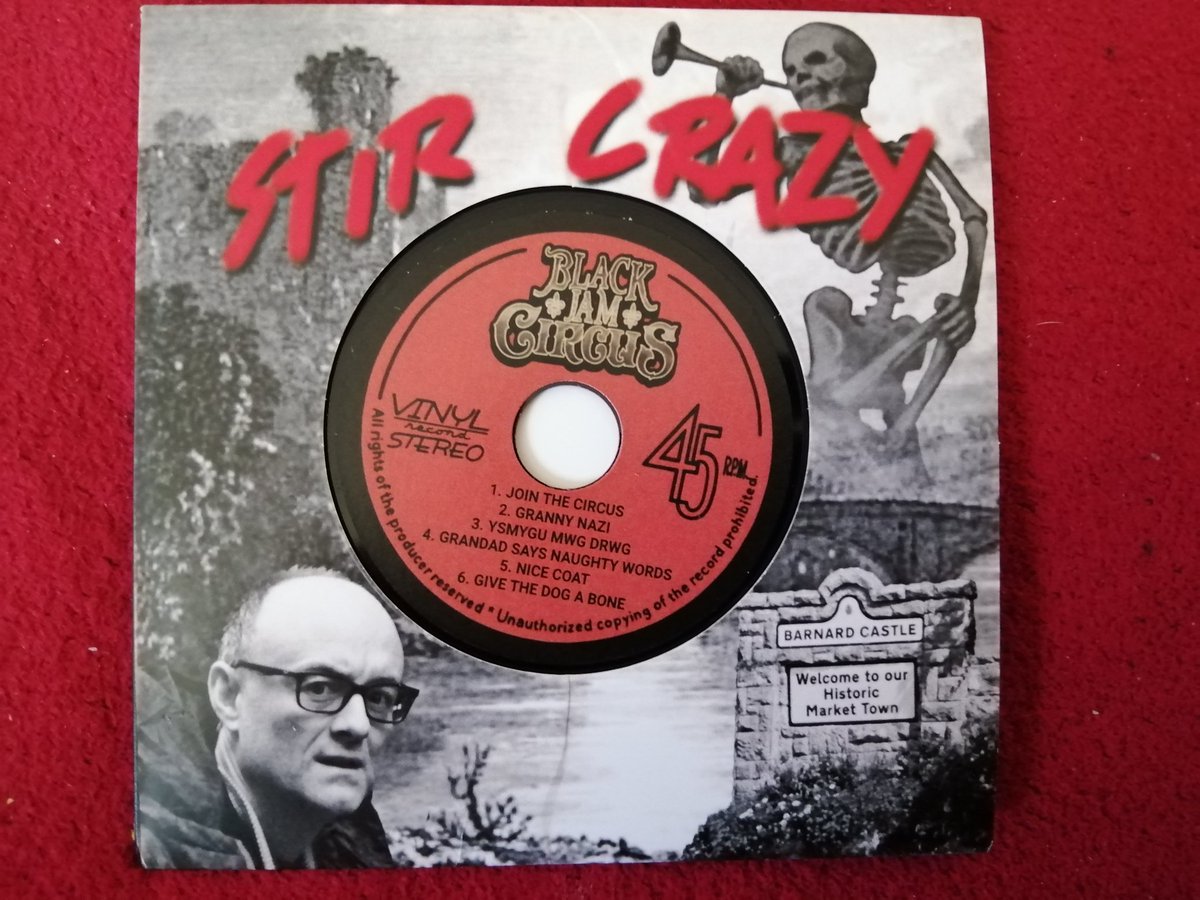 STIR CRAZY
BLACK
JAM
CIRCUS
VINYL
record
STEREO
45 R.P.M.
1. JOIN THE CIRCUS
2. GRANNY NAZI
3. YSMYGU MWG DRWG
4. GRANDAD SAYS NAUGHTY WORDS
5. NICE COAT
6. GIVE THE DOG A BONE
All rights of the producer reserved * Unauthorized copying of the record prohibited.
BARNARD CASTLE
Welcome to our
Historic
Market Town